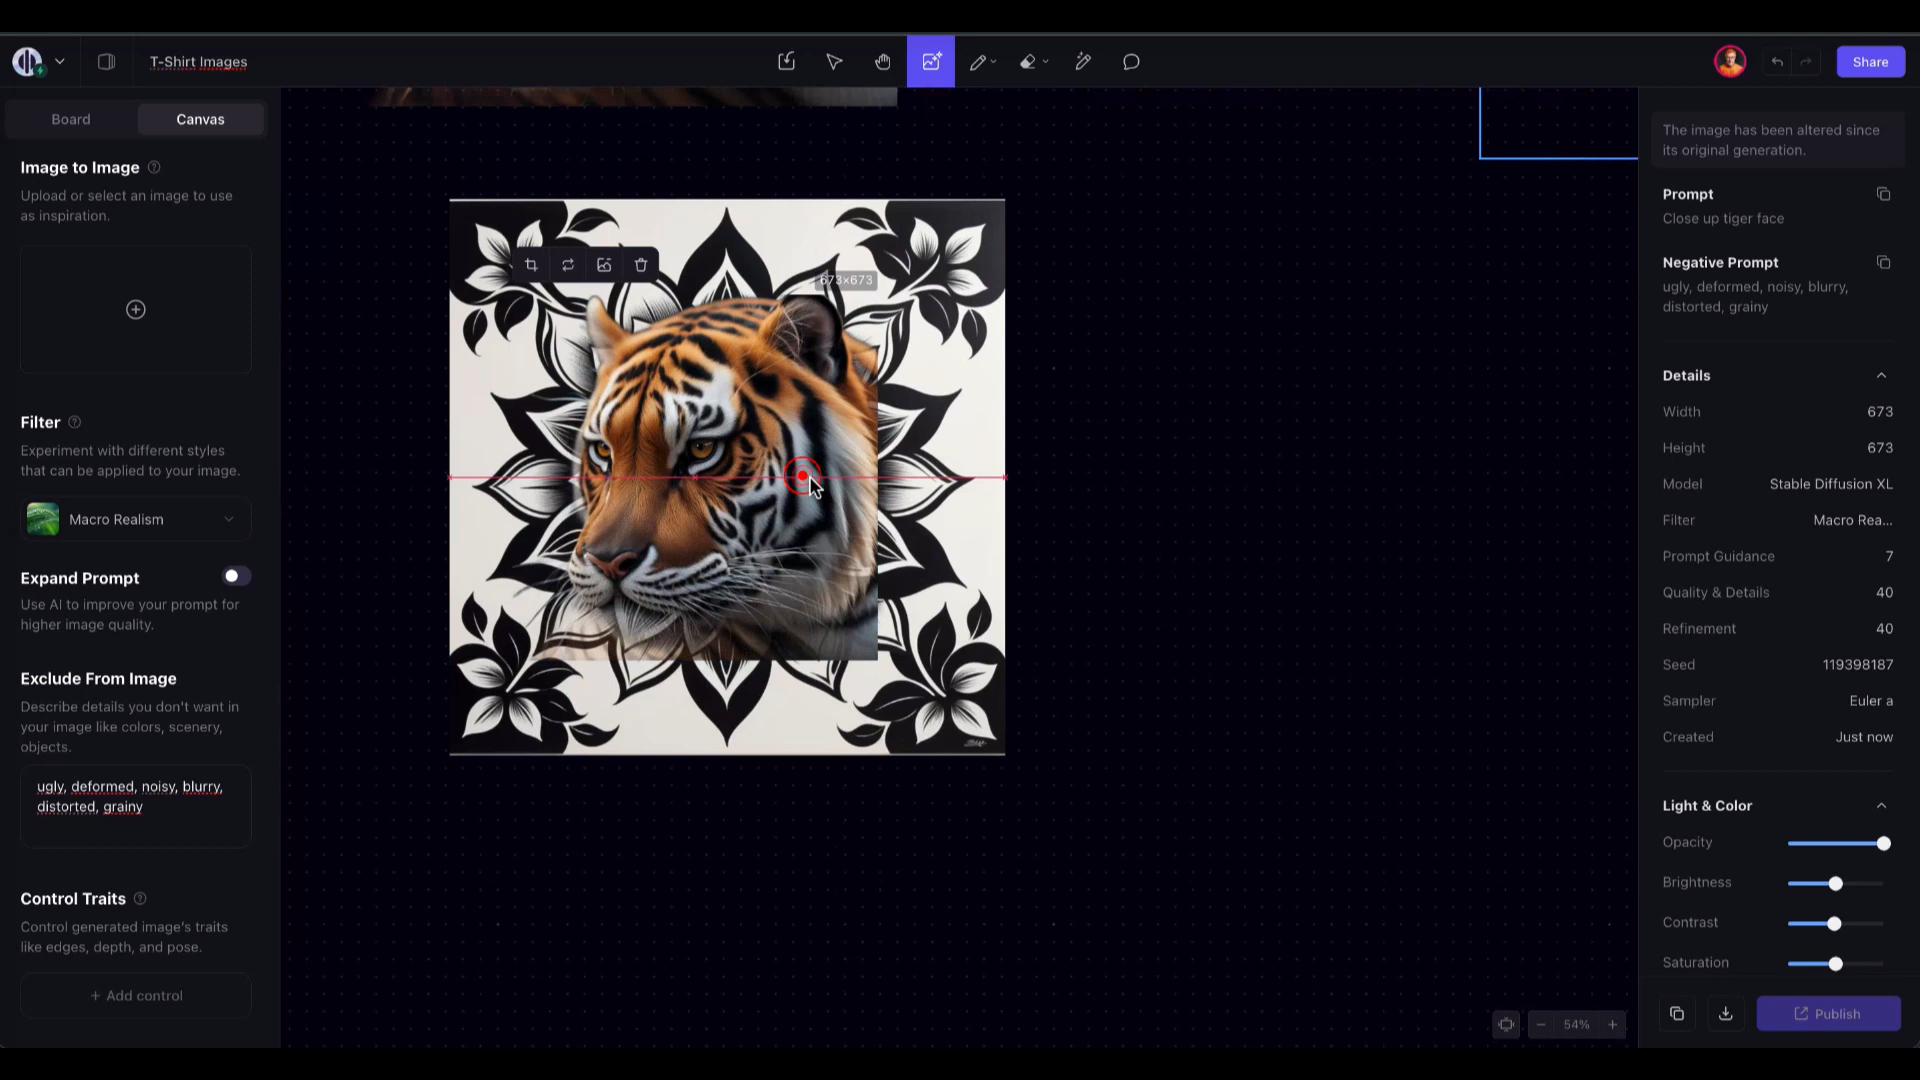 T-Shirt Images
Share
Board
Canvas
Image to Image
Upload or select an image to use
as inspiration.
Filter
Experiment with different styles
that can be applied to your image.
Macro Realism
Expand Prompt
Use AI to improve your prompt for
higher image quality.
Exclude From Image
Describe details you don't want in
your image like colors, scenery,
objects.
ugly, deformed, noisy, blurry,
distorted, grainy
Control Traits
Control generated image's traits
like edges, depth, and pose.
+ Add control
673×673
54%
The image has been altered since
its original generation.
Prompt
Close up tiger face
Negative Prompt
ugly, deformed, noisy, blurry,
distorted, grainy
Details
Width 673
Height 673
Model Stable Diffusion XL
Filter Macro Rea...
Prompt Guidance 7
Quality & Details 40
Refinement 40
Seed 119398187
Sampler Euler a
Created Just now
Light & Color
Opacity
Brightness
Contrast
Saturation
Publish